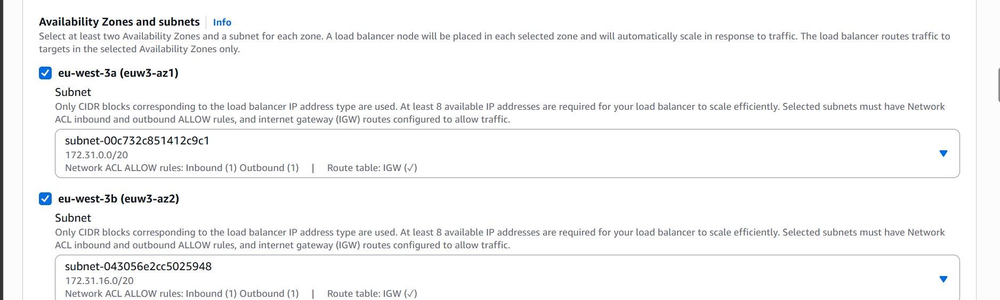 Availability Zones and subnets | Info
Select at least two Availability Zones and a subnet for each zone. A load balancer node will be placed in each selected zone and will automatically scale in response to traffic. The load balancer routes traffic to
targets in the selected Availability Zones only.
eu-west-3a (euw3-az1)
Subnet
Only CIDR blocks corresponding to the load balancer IP address type are used. At least 8 available IP addresses are required for your load balancer to scale efficiently. Selected subnets must have Network
ACL inbound and outbound ALLOW rules, and internet gateway (IGW) routes configured to allow traffic.
subnet-00c732c851412c9c1
172.31.0.0/20
Network ACL ALLOW rules: Inbound (1) Outbound (1) | Route table: IGW (✓)
eu-west-3b (euw3-az2)
Subnet
Only CIDR blocks corresponding to the load balancer IP address type are used. At least 8 available IP addresses are required for your load balancer to scale efficiently. Selected subnets must have Network
ACL inbound and outbound ALLOW rules, and internet gateway (IGW) routes configured to allow traffic.
subnet-043056e2cc5025948
172.31.16.0/20
Network ACL ALLOW rules: Inbound (1) Outbound (1) | Route table: IGW (✓)